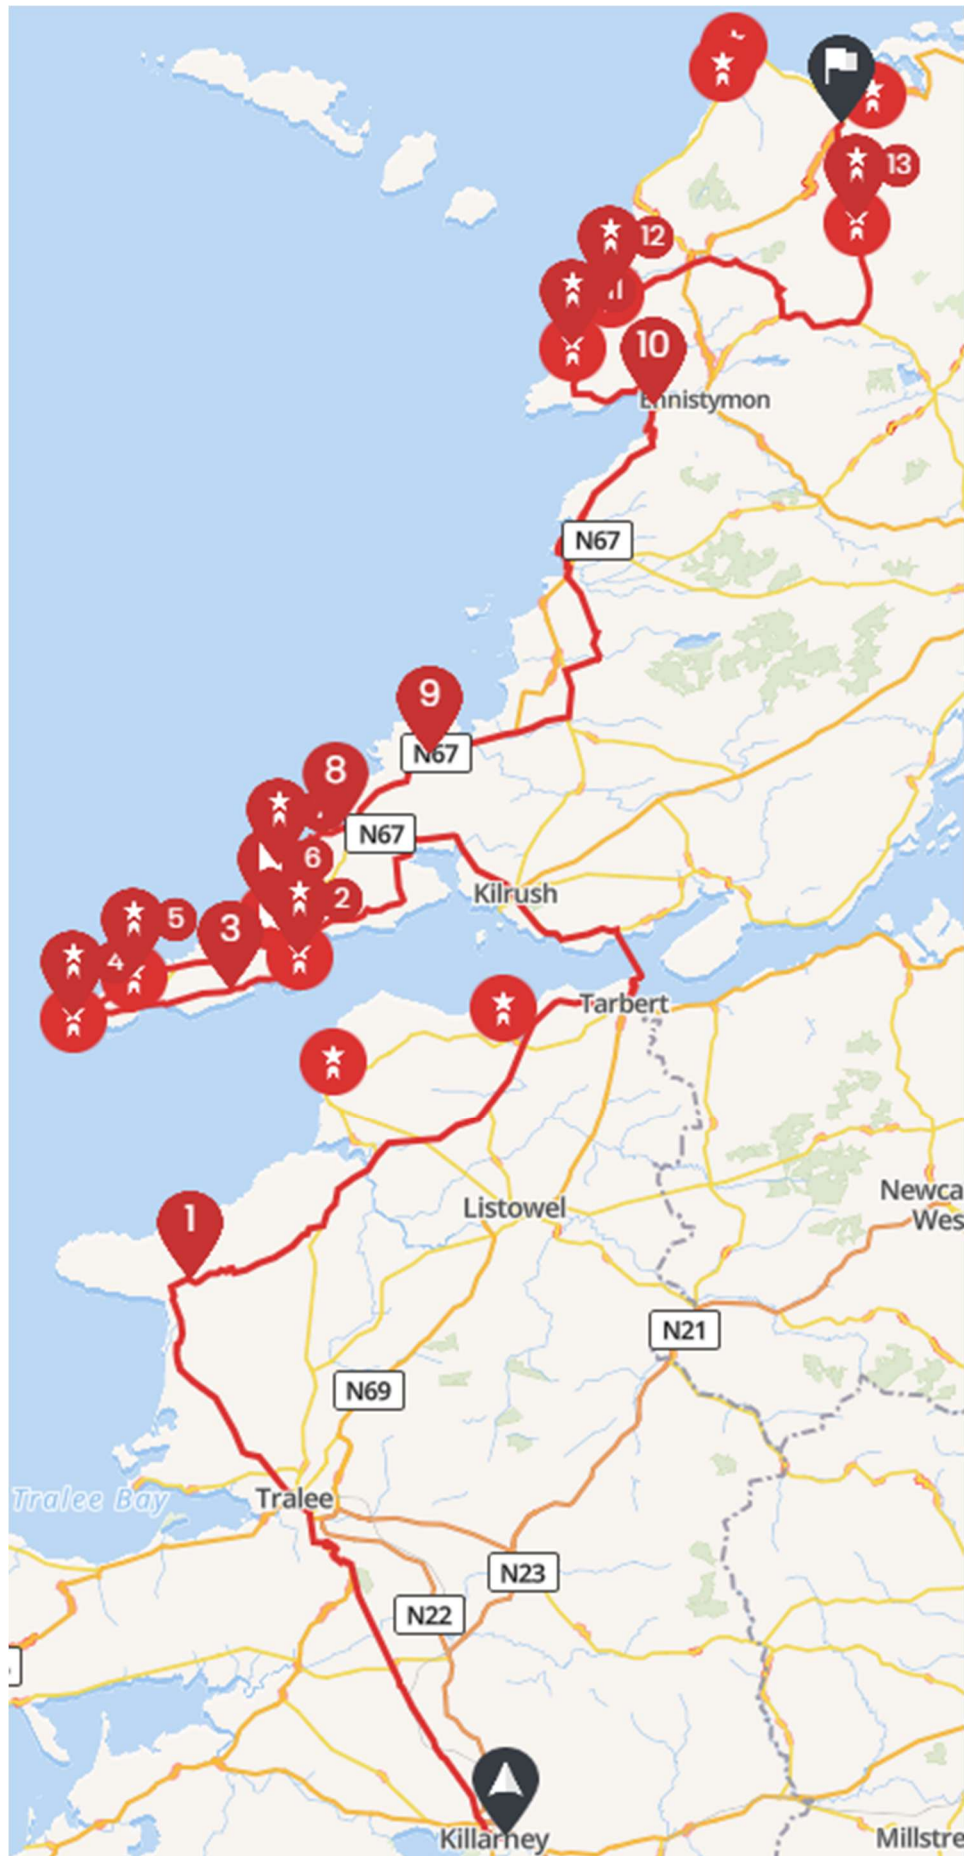 13
12
10
Ennistymon
N67
9
N67
8
N67
6
2
Kilrush
5
3
4
Tarbert
Newca
Wes
Listowel
1
N21
N69
Tralee Bay
Tralee
N23
N22
Killarney
Millstre